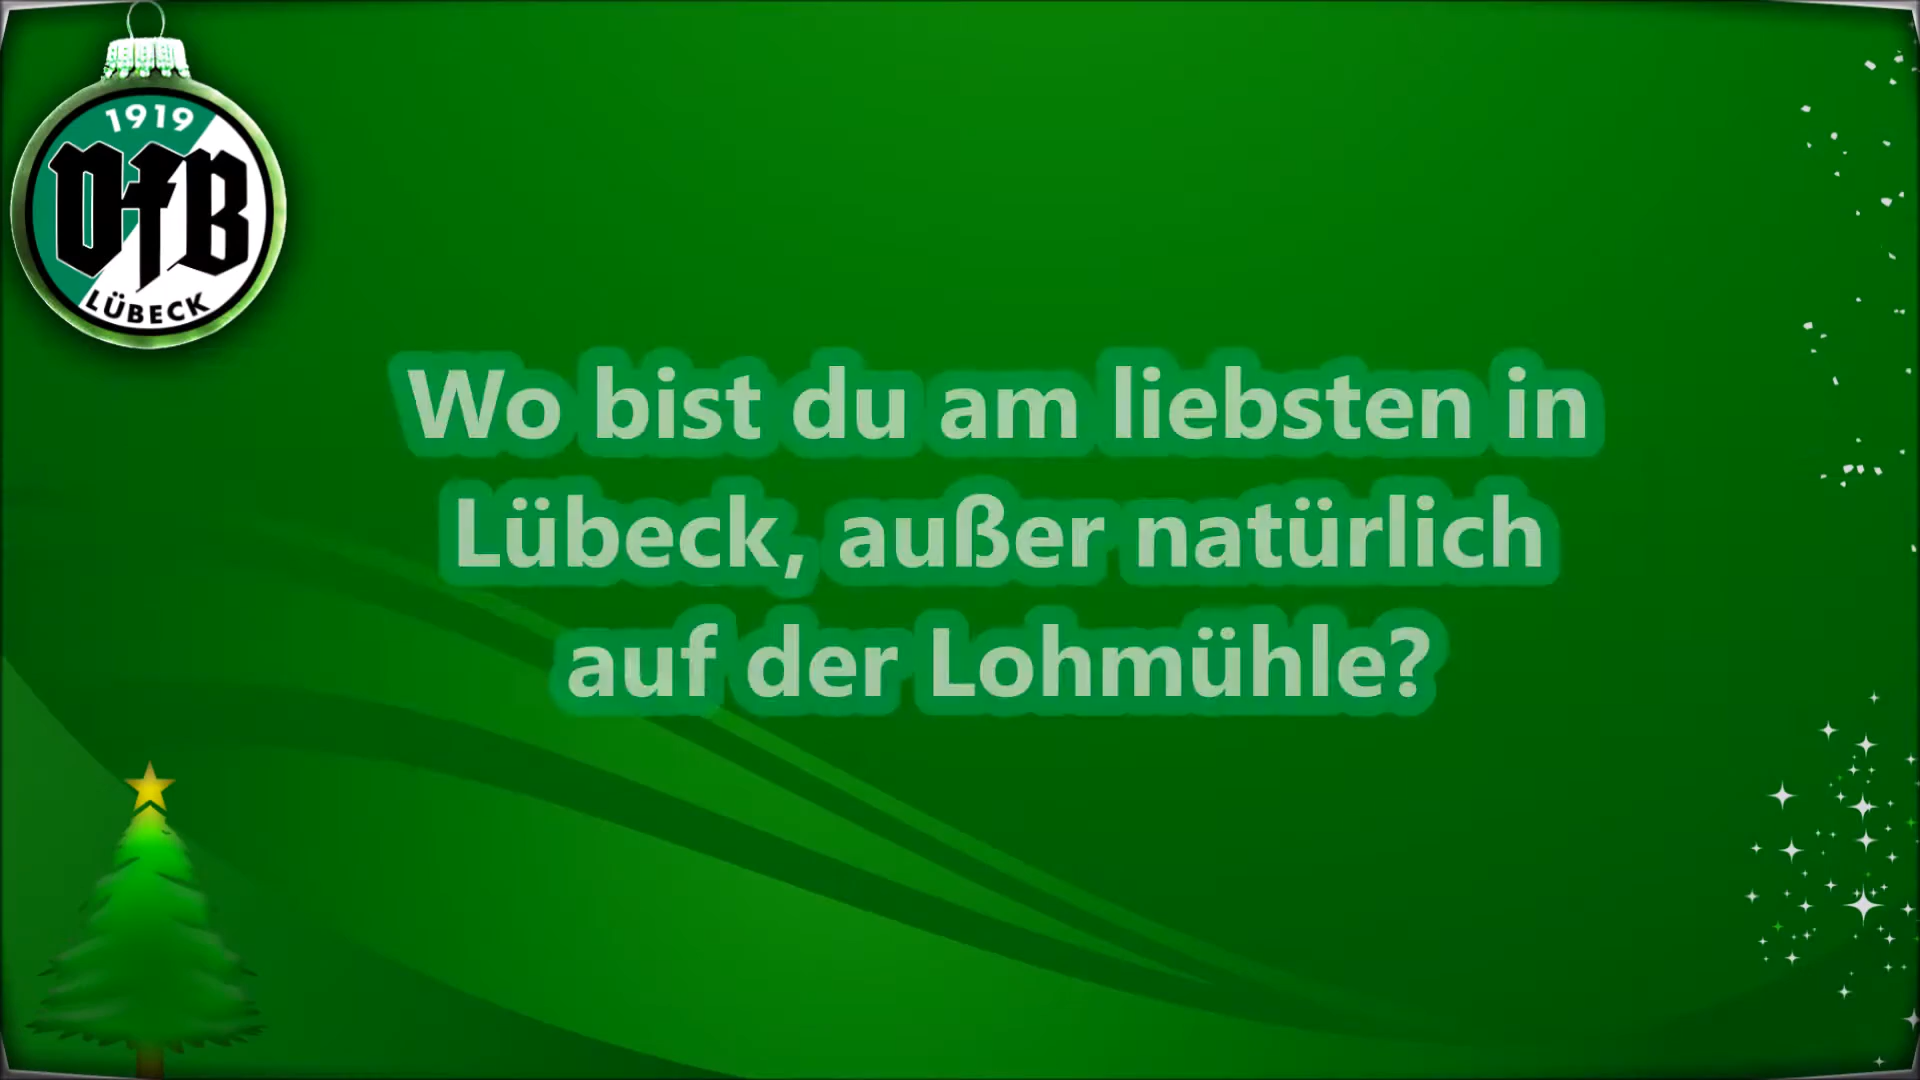 1919
VfB
LÜBECK
Wo bist du am liebsten in
Lübeck, außer natürlich
auf der Lohmühle?